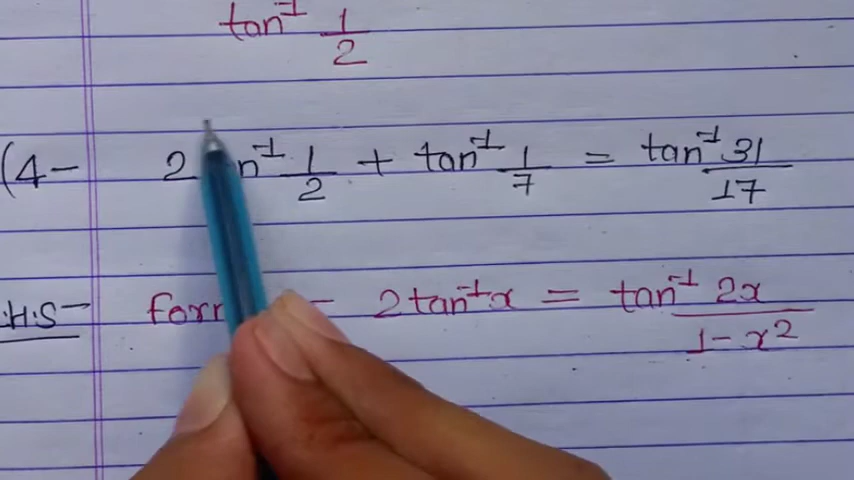 tan⁻¹ 1/2
(4- 2 n⁻¹ 1/2 + tan⁻¹ 1/7 = tan⁻¹ 31/17
.H.S- form - 2tan⁻¹x = tan⁻¹ 2x/1-x²